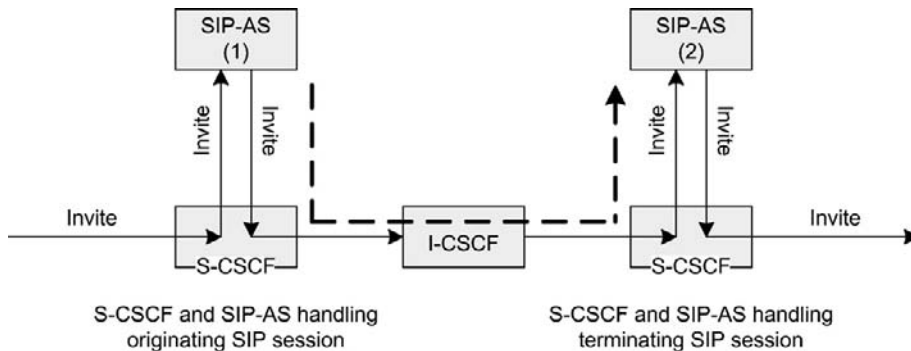 SIP-AS
(1)
SIP-AS
(2)
Invite
Invite
Invite
Invite
Invite
S-CSCF
I-CSCF
S-CSCF
Invite
S-CSCF and SIP-AS handling
originating SIP session
S-CSCF and SIP-AS handling
terminating SIP session